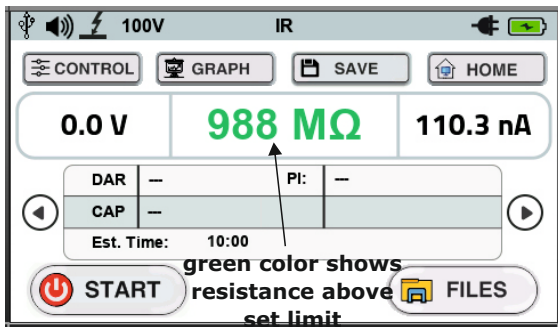 100V IR
CONTROL GRAPH SAVE HOME
0.0 V 988 MΩ 110.3 nA
DAR --- PI: ---
CAP ---
Est. Time: 10:00
green color shows
START resistance above FILES
set limit